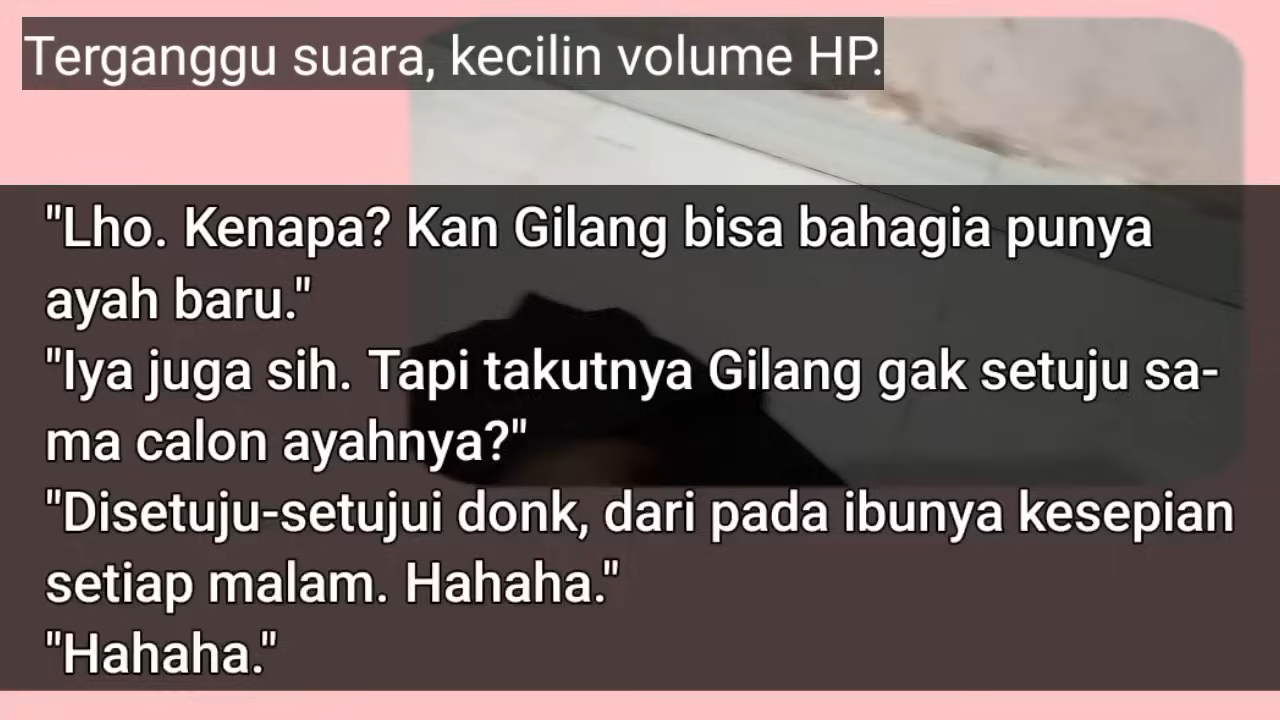 Terganggu suara, kecilin volume HP.
"Lho. Kenapa? Kan Gilang bisa bahagia punya
ayah baru."
"Iya juga sih. Tapi takutnya Gilang gak setuju sa-
ma calon ayahnya?"
"Disetuju-setujui donk, dari pada ibunya kesepian
setiap malam. Hahaha."
"Hahaha."